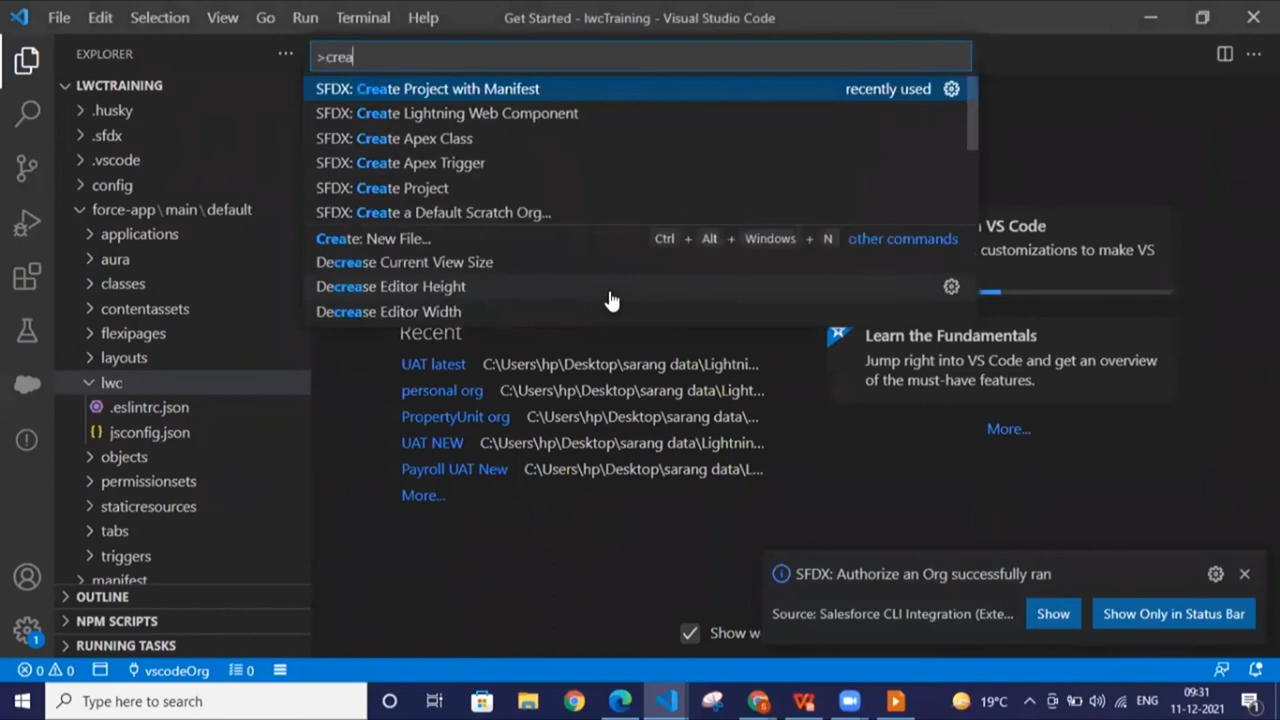 File Edit Selection View Go Run Terminal Help
Get Started - lwcTraining - Visual Studio Code
EXPLORER
LWCTRAINING
.husky
.sfdx
.vscode
config
force-app\main\default
applications
aura
classes
contentassets
flexipages
layouts
lwc
.eslintrc.json
jsconfig.json
objects
permissionsets
staticresources
tabs
triggers
manifest
OUTLINE
NPM SCRIPTS
RUNNING TASKS
>crea
SFDX: Create Project with Manifest recently used
SFDX: Create Lightning Web Component
SFDX: Create Apex Class
SFDX: Create Apex Trigger
SFDX: Create Project
SFDX: Create a Default Scratch Org...
Create: New File... Ctrl + Alt + Windows + N other commands
Decrease Current View Size
Decrease Editor Height
Decrease Editor Width
Recent
UAT latest C:\Users\hp\Desktop\sarang data\Lightni...
personal org C:\Users\hp\Desktop\sarang data\Light...
PropertyUnit org C:\Users\hp\Desktop\sarang data\...
UAT NEW C:\Users\hp\Desktop\sarang data\Lightnin...
Payroll UAT New C:\Users\hp\Desktop\sarang data\L...
More...
VS Code
customizations to make VS
Learn the Fundamentals
Jump right into VS Code and get an overview
of the must-have features.
More...
Show w
SFDX: Authorize an Org successfully ran
Source: Salesforce CLI Integration (Exte... Show Show Only in Status Bar
1
0 0 vscodeOrg 0
Type here to search
19°C ENG
09:31
11-12-2021
1